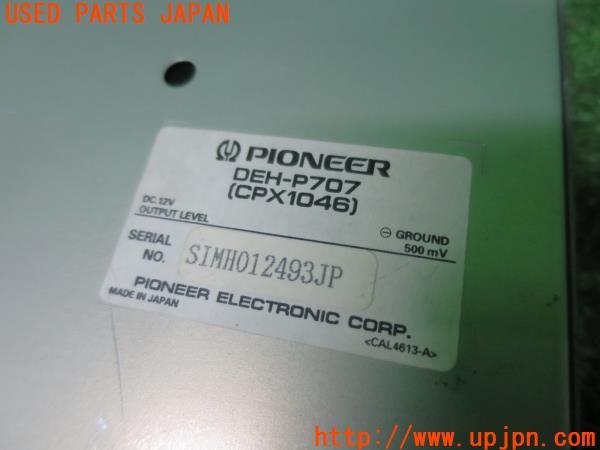 USED PARTS JAPAN
PIONEER
DEH-P707
(CPX1046)
DC.12V
OUTPUT LEVEL
⊖ GROUND
500 mV
SERIAL
NO.
SIMH012493JP
PIONEER ELECTRONIC CORP.
MADE IN JAPAN
<CAL4613-A>
UPJ
http://www.upjpn.com